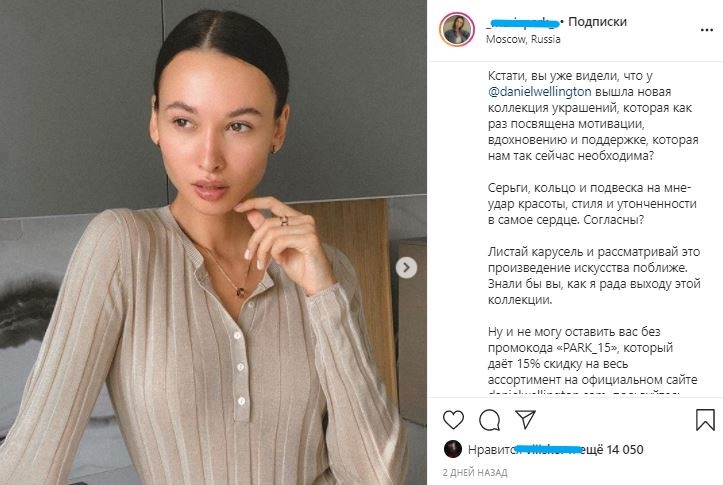 • Подписки
Moscow, Russia
Кстати, вы уже видели, что у
@danielwellington вышла новая
коллекция украшений, которая как
раз посвящена мотивации,
вдохновению и поддержке, которая
нам так сейчас необходима?
Серьги, кольцо и подвеска на мне-
удар красоты, стиля и утонченности
в самое сердце. Согласны?
Листай карусель и рассматривай это
произведение искусства поближе.
Знали бы вы, как я рада выходу этой
коллекции.
Ну и не могу оставить вас без
промокода «PARK_15», который
даёт 15% скидку на весь
ассортимент на официальном сайте
Нравится ещё 14 050
2 ДНЕЙ НАЗАД